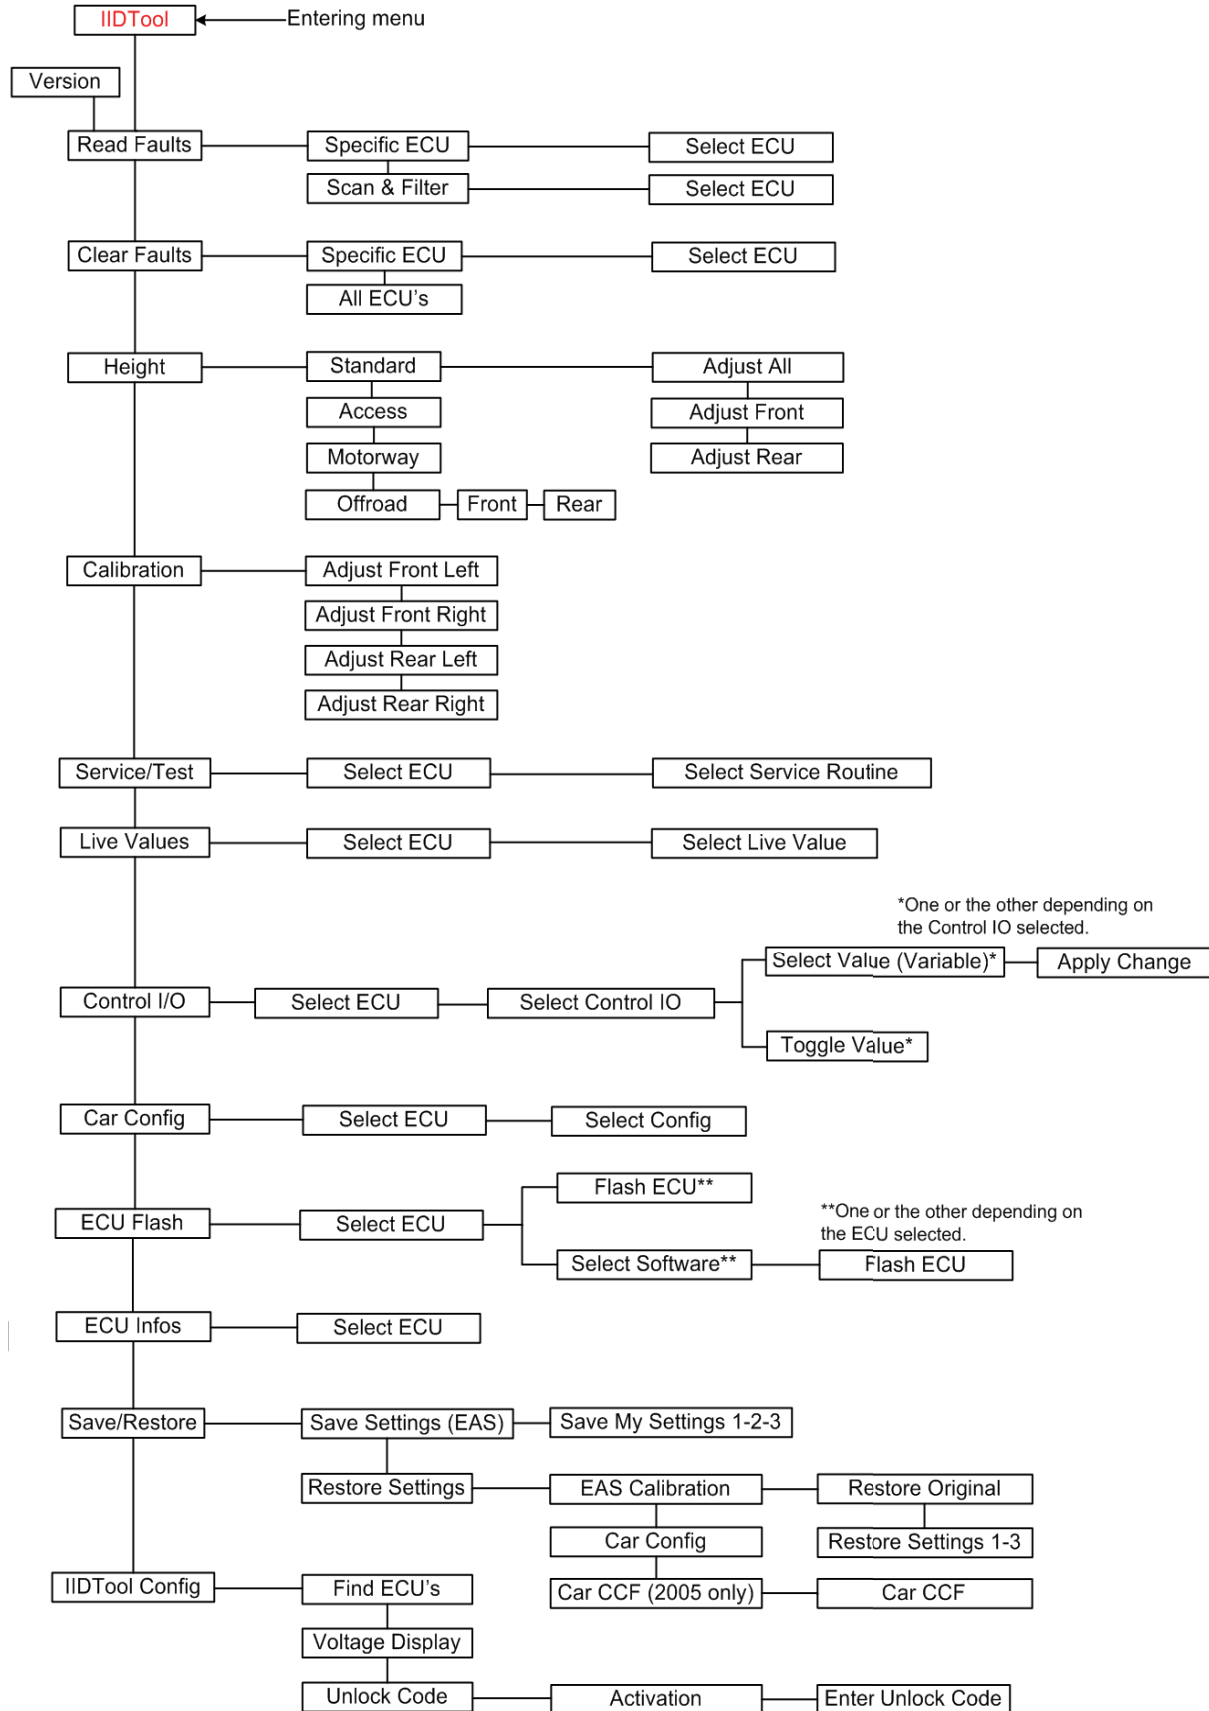 IIDTool
Entering menu
Version
Read Faults
Specific ECU
Select ECU
Scan & Filter
Select ECU
Clear Faults
Specific ECU
Select ECU
All ECU's
Height
Standard
Adjust All
Access
Adjust Front
Motorway
Adjust Rear
Offroad
Front
Rear
Calibration
Adjust Front Left
Adjust Front Right
Adjust Rear Left
Adjust Rear Right
Service/Test
Select ECU
Select Service Routine
Live Values
Select ECU
Select Live Value
*One or the other depending on
the Control IO selected.
Select Value (Variable)*
Apply Change
Control I/O
Select ECU
Select Control IO
Toggle Value*
Car Config
Select ECU
Select Config
Flash ECU**
ECU Flash
Select ECU
**One or the other depending on
the ECU selected.
Select Software**
Flash ECU
ECU Infos
Select ECU
Save/Restore
Save Settings (EAS)
Save My Settings 1-2-3
Restore Settings
EAS Calibration
Restore Original
Car Config
Restore Settings 1-3
IIDTool Config
Find ECU's
Car CCF (2005 only)
Car CCF
Voltage Display
Unlock Code
Activation
Enter Unlock Code